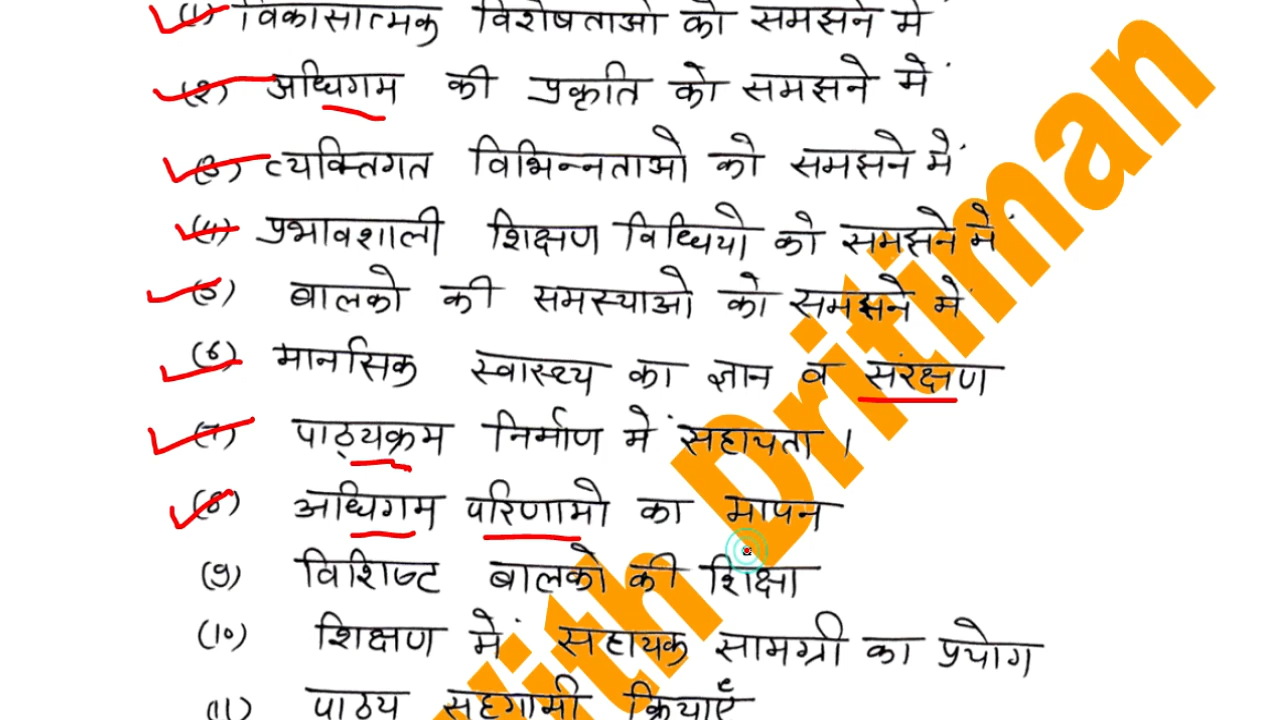 (1) विकासात्मक विशेषताओ को समझने में
(2) अधिगम की प्रकृति को समझने में
(3) व्यक्तिगत विभिन्नताओ को समझने में
(4) प्रभावशाली शिक्षण विधियो को समझने में
(5) बालको की समस्याओ को समझने में
(6) मानसिक स्वास्थ्य का ज्ञान व संरक्षण
(7) पाठ्यक्रम निर्माण में सहायता ।
(8) अधिगम परिणामो का मापन
(9) विशिष्ट बालको की शिक्षा
(10) शिक्षण में सहायक सामग्री का प्रयोग
(11) पाठ्य सहगामी क्रियाएँ
ith Dritiman